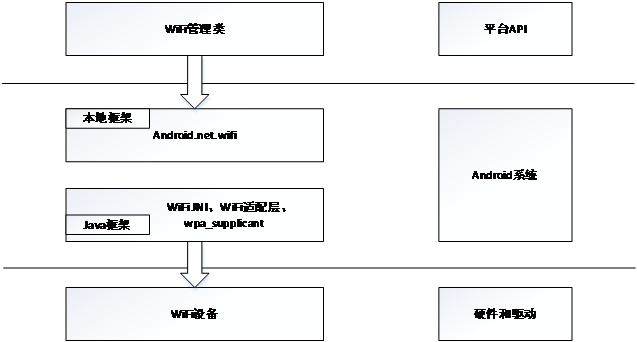 WiFi管理类
平台API
本地框架
Android.net.wifi
Android系统
WiFiJNI、WiFi适配层、
wpa_supplicant
Java框架
WiFi设备
硬件和驱动